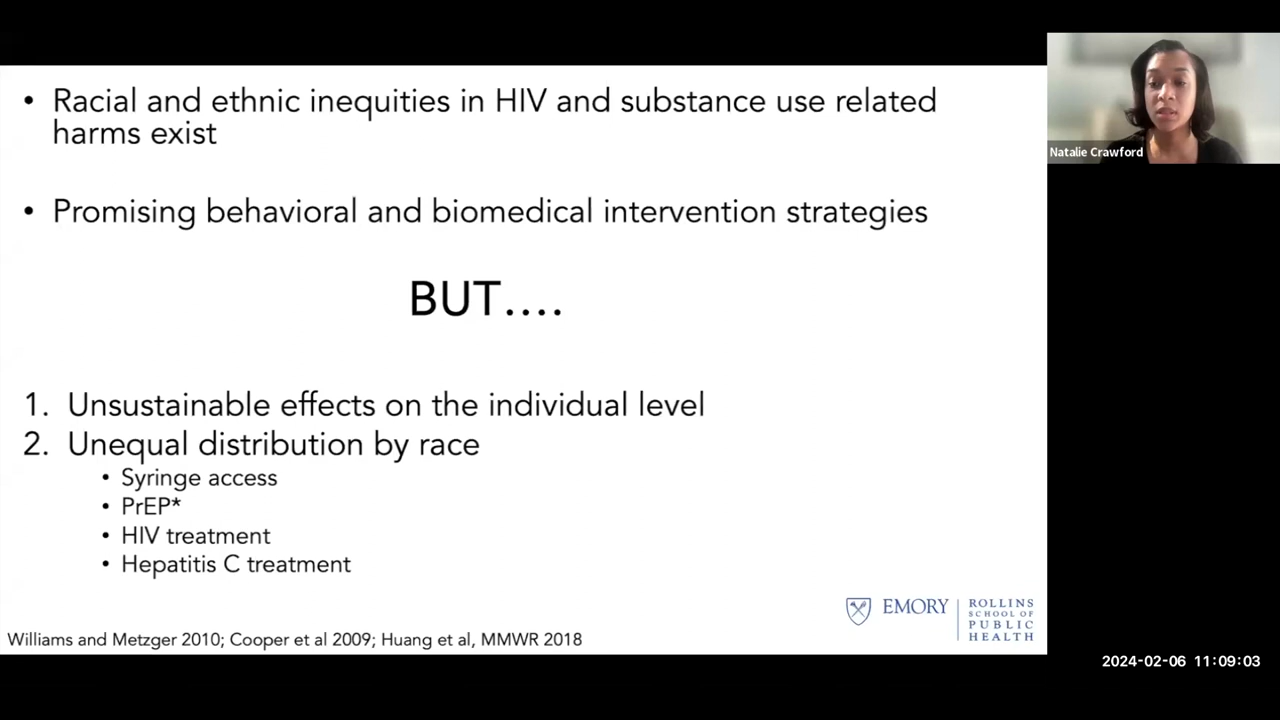 • Racial and ethnic inequities in HIV and substance use related
harms exist
• Promising behavioral and biomedical intervention strategies
BUT....
1. Unsustainable effects on the individual level
2. Unequal distribution by race
• Syringe access
• PrEP*
• HIV treatment
• Hepatitis C treatment
Williams and Metzger 2010; Cooper et al 2009; Huang et al, MMWR 2018
EMORY
ROLLINS
SCHOOL OF
PUBLIC
HEALTH
Natalie Crawford
2024-02-06 11:09:03